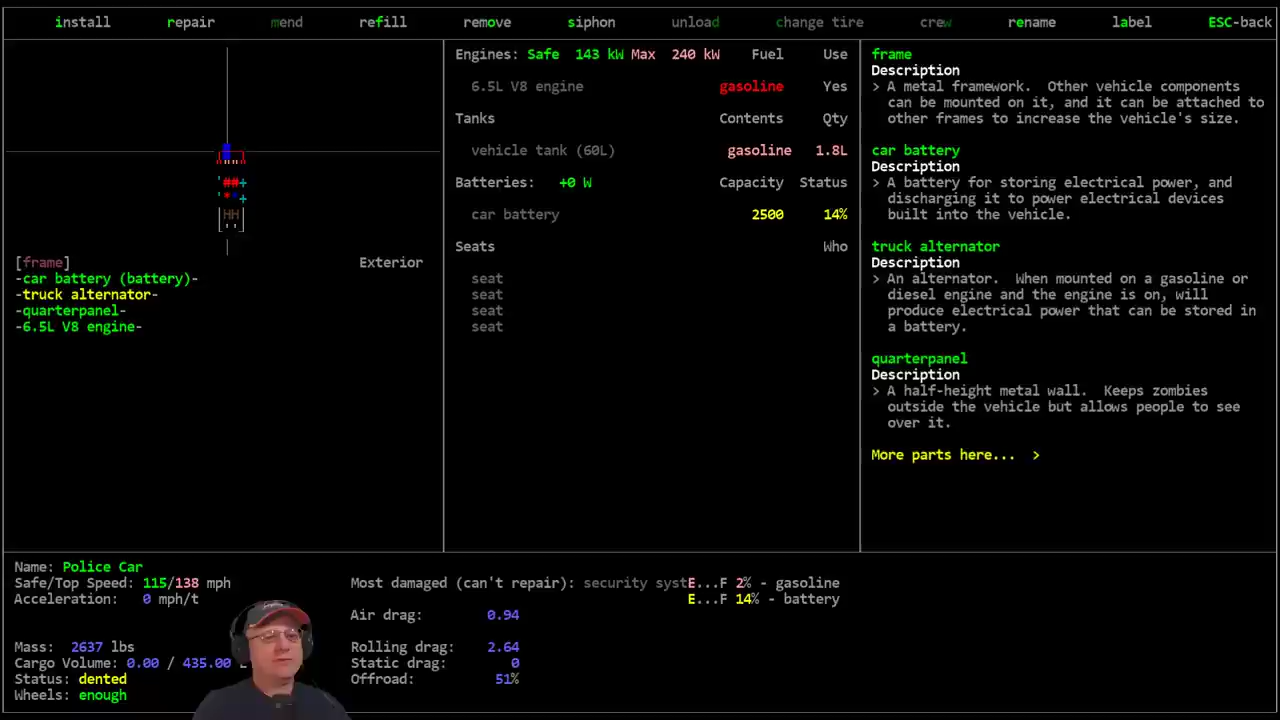 install repair mend refill remove siphon unload change tire crew rename label ESC-back
Engines: Safe 143 kW Max 240 kW Fuel Use
6.5L V8 engine gasoline Yes
Tanks Contents Qty
vehicle tank (60L) gasoline 1.8L
Batteries: +0 W Capacity Status
car battery 2500 14%
Seats Who
seat
seat
seat
seat
[frame] Exterior
-car battery (battery)-
-truck alternator-
-quarterpanel-
-6.5L V8 engine-
frame
Description
> A metal framework. Other vehicle components
can be mounted on it, and it can be attached to
other frames to increase the vehicle's size.
car battery
Description
> A battery for storing electrical power, and
discharging it to power electrical devices
built into the vehicle.
truck alternator
Description
> An alternator. When mounted on a gasoline or
diesel engine and the engine is on, will
produce electrical power that can be stored in
a battery.
quarterpanel
Description
> A half-height metal wall. Keeps zombies
outside the vehicle but allows people to see
over it.
More parts here... >
Name: Police Car
Safe/Top Speed: 115/138 mph
Acceleration: 0 mph/t
Mass: 2637 lbs
Cargo Volume: 0.00 / 435.00
Status: dented
Wheels: enough
Most damaged (can't repair): security systE...F 2% - gasoline
E...F 14% - battery
Air drag: 0.94
Rolling drag: 2.64
Static drag: 0
Offroad: 51%